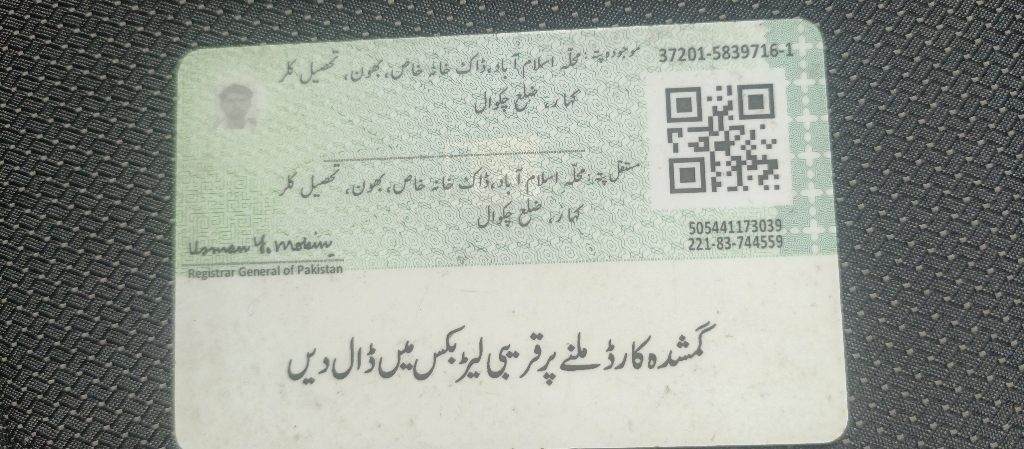 موجودہ پتہ: محلہ اسلام آباد، ڈاک خانہ خاص، بھون، تحصیل کلر
کہار، ضلع چکوال
37201-5839716-1
مستقل پتہ: محلہ اسلام آباد، ڈاک خانہ خاص، بھون، تحصیل کلر
کہار، ضلع چکوال
505441173039
221-83-744559
Usman Y. Mobin
Registrar General of Pakistan
گمشدہ کارڈ ملنے پر قریبی لیٹر بکس میں ڈال دیں